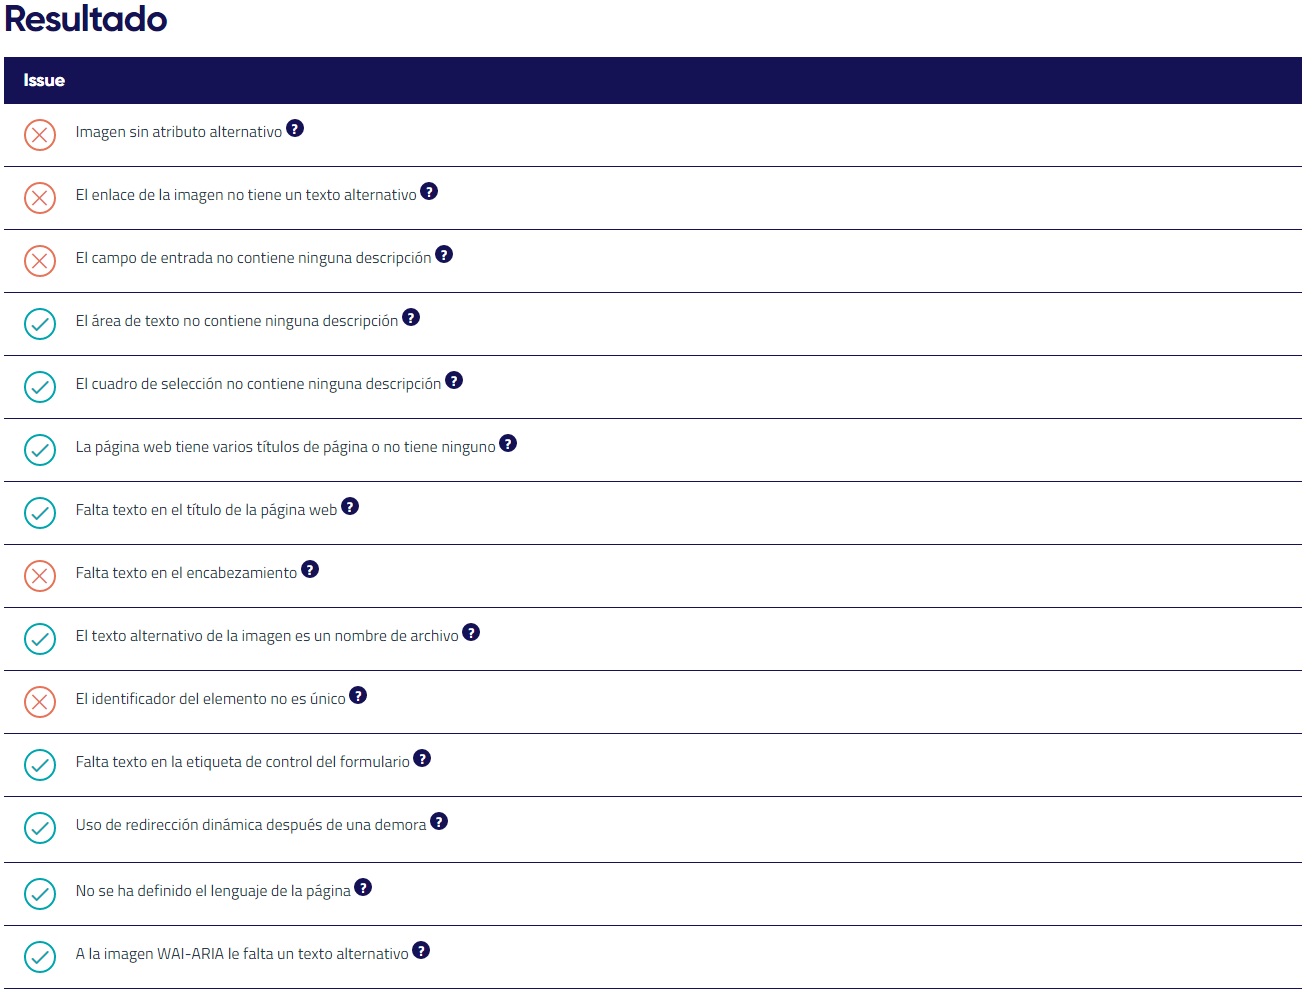 Resultado
Issue
Imagen sin atributo alternativo ?
El enlace de la imagen no tiene un texto alternativo ?
El campo de entrada no contiene ninguna descripción ?
El área de texto no contiene ninguna descripción ?
El cuadro de selección no contiene ninguna descripción ?
La página web tiene varios títulos de página o no tiene ninguno ?
Falta texto en el título de la página web ?
Falta texto en el encabezamiento ?
El texto alternativo de la imagen es un nombre de archivo ?
El identificador del elemento no es único ?
Falta texto en la etiqueta de control del formulario ?
Uso de redirección dinámica después de una demora ?
No se ha definido el lenguaje de la página ?
A la imagen WAI-ARIA le falta un texto alternativo ?